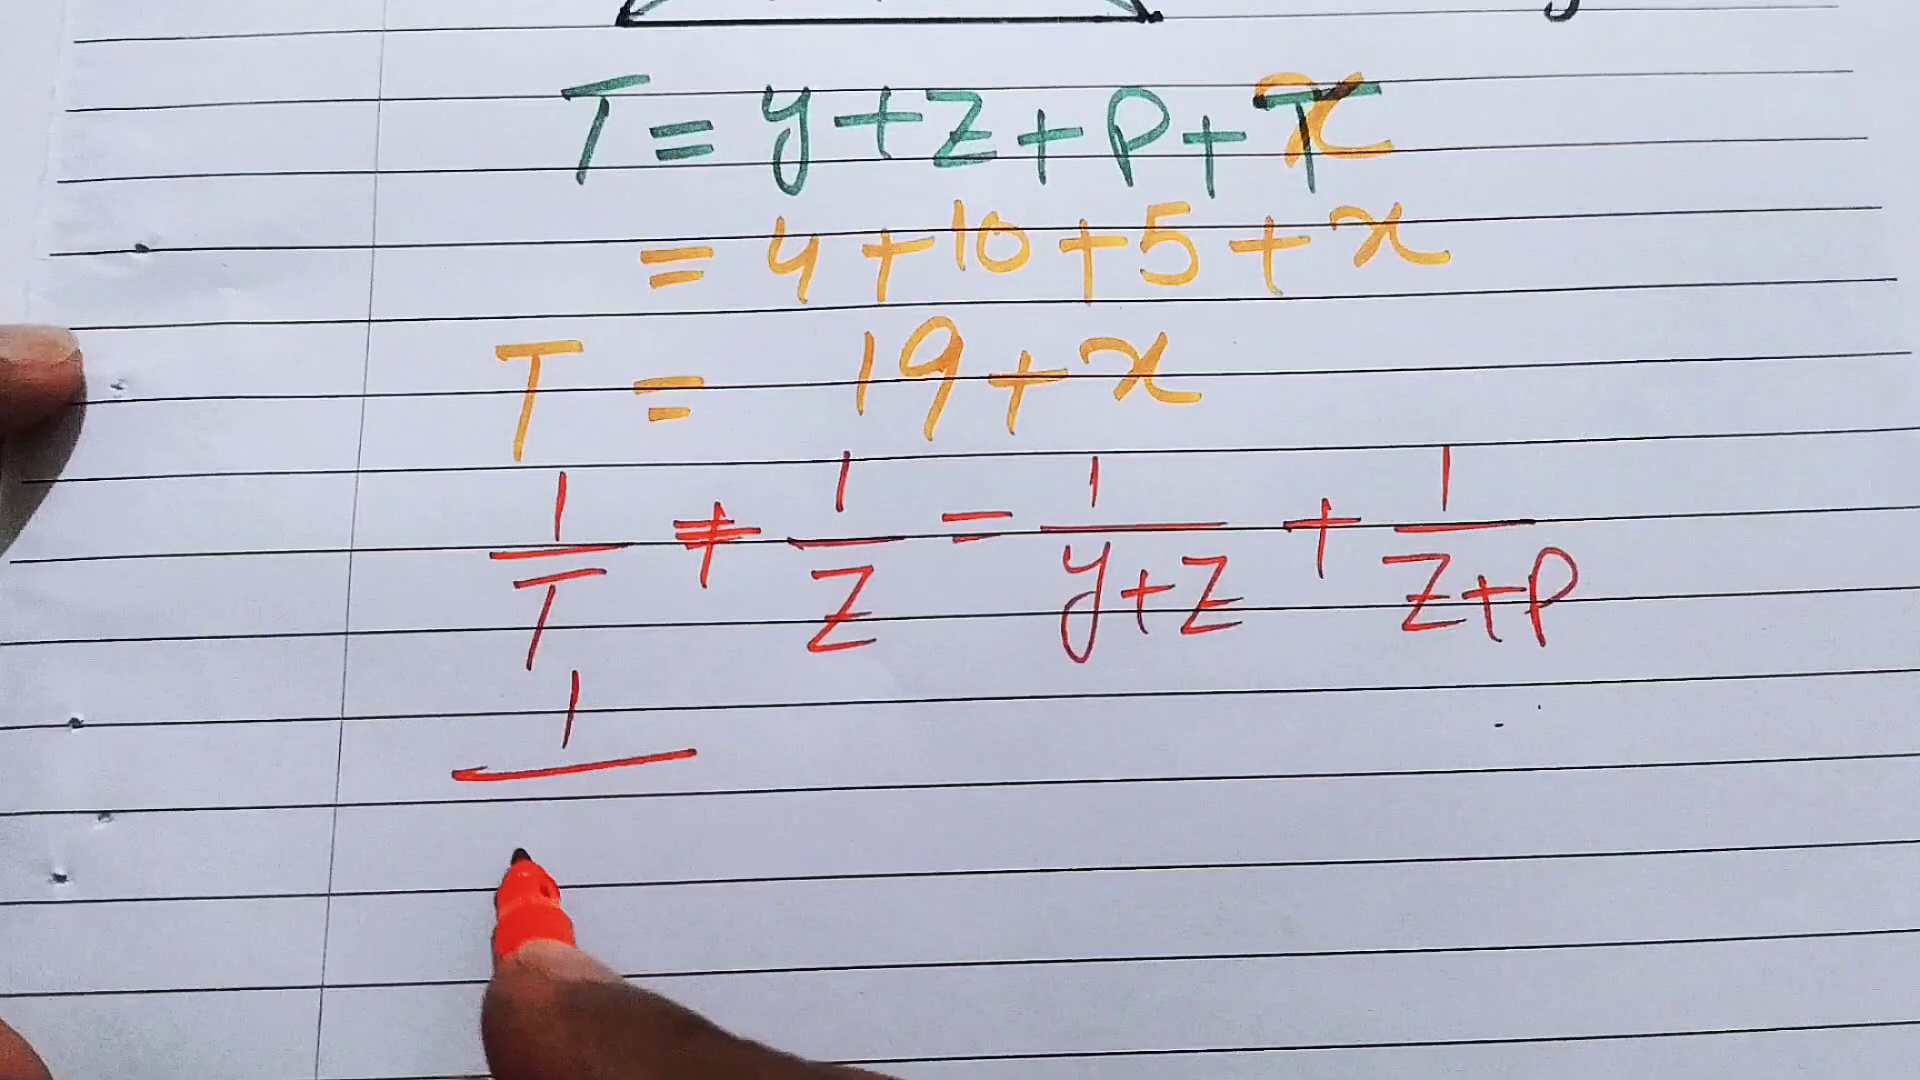 T = y + z + p + x
= 4 + 10 + 5 + x
T = 19 + x
1/T + 1/z = 1/(y+z) + 1/(z+p)
1